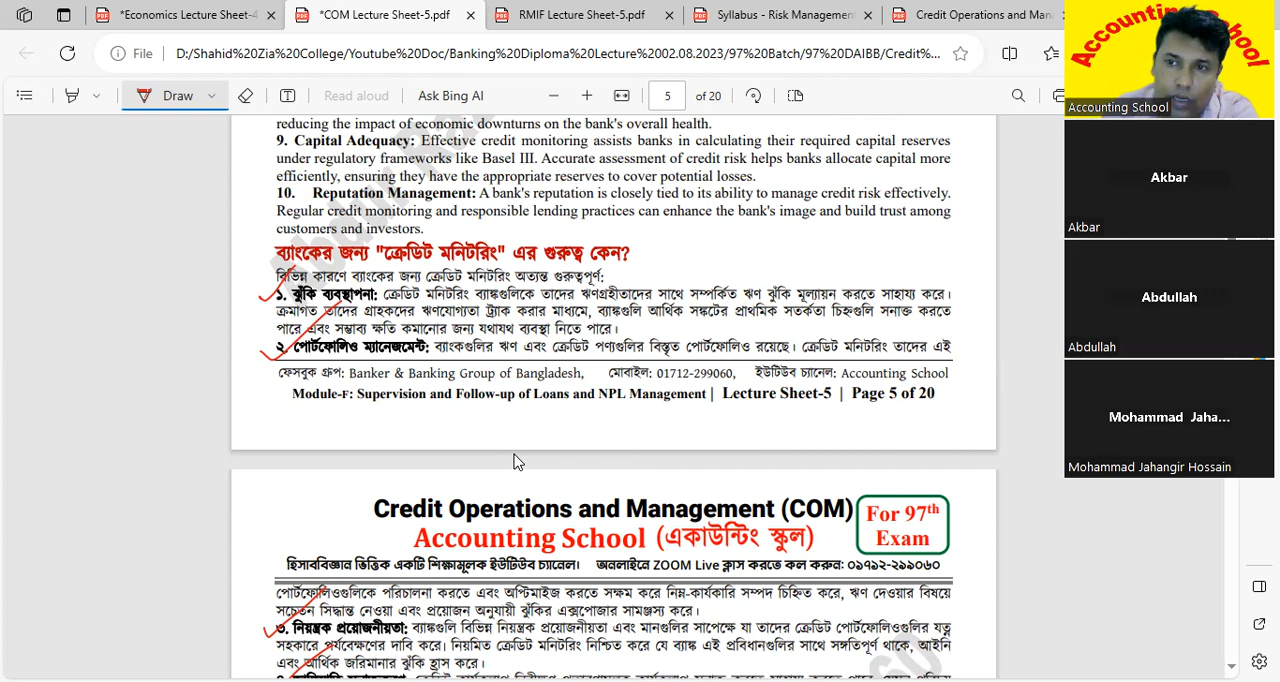 *Economics Lecture Sheet-4
*COM Lecture Sheet-5.pdf
RMIF Lecture Sheet-5.pdf
Syllabus - Risk Management
Credit Operations and Mana
File
D:/Shahid%20Zia%20College/Youtube%20Doc/Banking%20Diploma%20Lecture%2002.08.2023/97%20Batch/97%20DAIBB/Credit%...
Draw
Read aloud
Ask Bing AI
5
of 20
reducing the impact of economic downturns on the bank's overall health.
9. Capital Adequacy: Effective credit monitoring assists banks in calculating their required capital reserves
under regulatory frameworks like Basel III. Accurate assessment of credit risk helps banks allocate capital more
efficiently, ensuring they have the appropriate reserves to cover potential losses.
10. Reputation Management: A bank's reputation is closely tied to its ability to manage credit risk effectively.
Regular credit monitoring and responsible lending practices can enhance the bank's image and build trust among
customers and investors.
ব্যাংকের জন্য "ক্রেডিট মনিটরিং" এর গুরুত্ব কেন?
বিভিন্ন কারণে ব্যাংকের জন্য ক্রেডিট মনিটরিং অত্যন্ত গুরুত্বপূর্ণ:
১. ঝুঁকি ব্যবস্থাপনা: ক্রেডিট মনিটরিং ব্যাঙ্কগুলিকে তাদের ঋণগ্রহীতাদের সাথে সম্পর্কিত ঋণ ঝুঁকি মূল্যায়ন করতে সাহায্য করে।
ক্রমাগত তাদের গ্রাহকদের ঋণযোগ্যতা ট্র্যাক করার মাধ্যমে, ব্যাংকগুলি আর্থিক সঙ্কটের প্রাথমিক সতর্কতা চিহ্নগুলি সনাক্ত করতে
পারে এবং সম্ভাব্য ক্ষতি কমানোর জন্য যথাযথ ব্যবস্থা নিতে পারে।
২. পোর্টফোলিও ম্যানেজমেন্ট: ব্যাংকগুলির ঋণ এবং ক্রেডিট পণ্যগুলির বিস্তৃত পোর্টফোলিও রয়েছে। ক্রেডিট মনিটরিং তাদের এই
ফেসবুক গ্রুপ: Banker & Banking Group of Bangladesh, মোবাইল: 01712-299060, ইউটিউব চ্যানেল: Accounting School
Module-F: Supervision and Follow-up of Loans and NPL Management | Lecture Sheet-5 | Page 5 of 20
Credit Operations and Management (COM)
For 97th
Exam
Accounting School (একাউন্টিং স্কুল)
হিসাববিজ্ঞান ভিত্তিক একটি শিক্ষামূলক ইউটিউব চ্যানেল। অনলাইনে ZOOM Live ক্লাস করতে কল করুন: ০১৭১২-২৯৯০৬০
পোর্টফোলিওগুলিকে পরিচালনা করতে এবং অপ্টিমাইজ করতে সক্ষম করে নিম্ন-কার্যকারি সম্পদ চিহ্নিত করে, ঋণ দেওয়ার বিষয়ে
সচেতন সিদ্ধান্ত নেওয়া এবং প্রয়োজন অনুযায়ী ঝুঁকির এক্সপোজার সামঞ্জস্য করে।
৩. নিয়ন্ত্রক প্রয়োজনীয়তা: ব্যাঙ্কগুলি বিভিন্ন নিয়ন্ত্রক প্রয়োজনীয়তা এবং মানগুলির সাপেক্ষে যা তাদের ক্রেডিট পোর্টফোলিওগুলির যত্ন
সহকারে পর্যবেক্ষণের দাবি করে। নিয়মিত ক্রেডিট মনিটরিং নিশ্চিত করে যে ব্যাঙ্ক এই প্রবিধানগুলির সাথে সঙ্গতিপূর্ণ থাকে, আইনি
এবং আর্থিক জরিমানার ঝুঁকি হ্রাস করে।
Accounting School
Accounting School
Akbar
Akbar
Abdullah
Abdullah
Mohammad Jaha...
Mohammad Jahangir Hossain